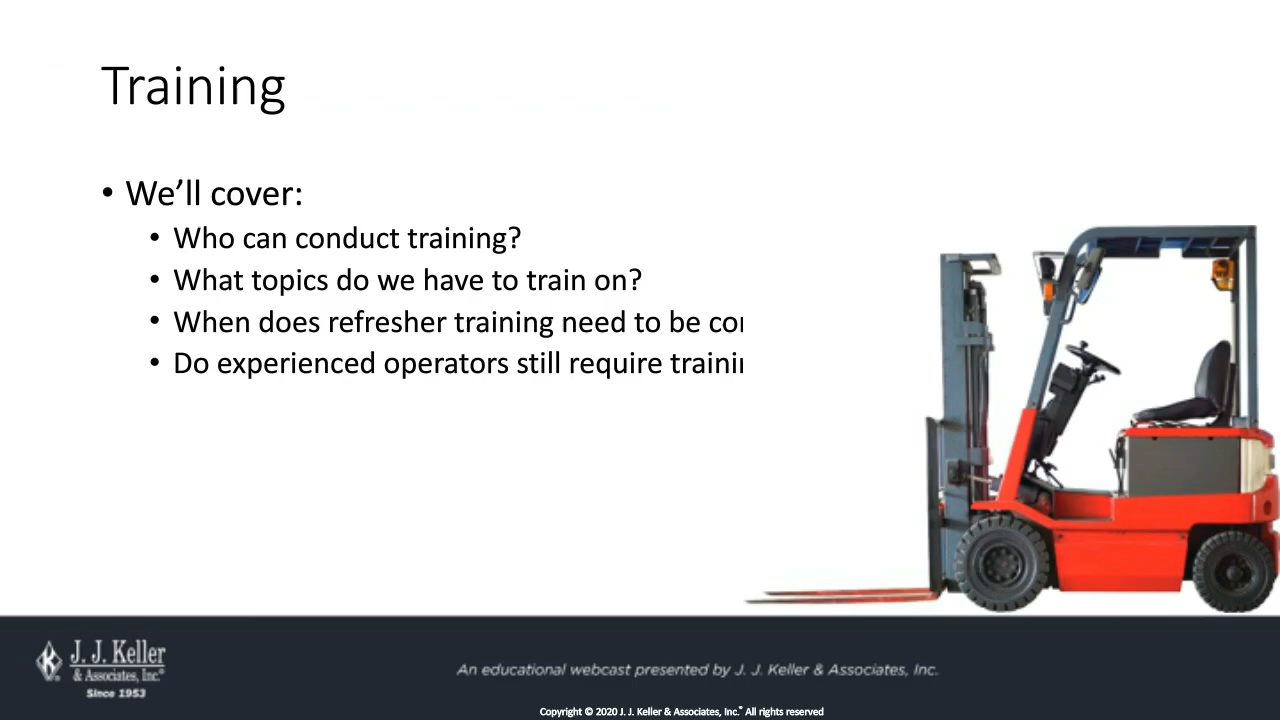 Training
• We’ll cover:
• Who can conduct training?
• What topics do we have to train on?
• When does refresher training need to be
• Do experienced operators still require
J. J. Keller
& Associates, Inc.®
Since 1953
An educational webcast presented by J. J. Keller & Associates, Inc.
Copyright © 2020 J. J. Keller & Associates, Inc.® All rights reserved